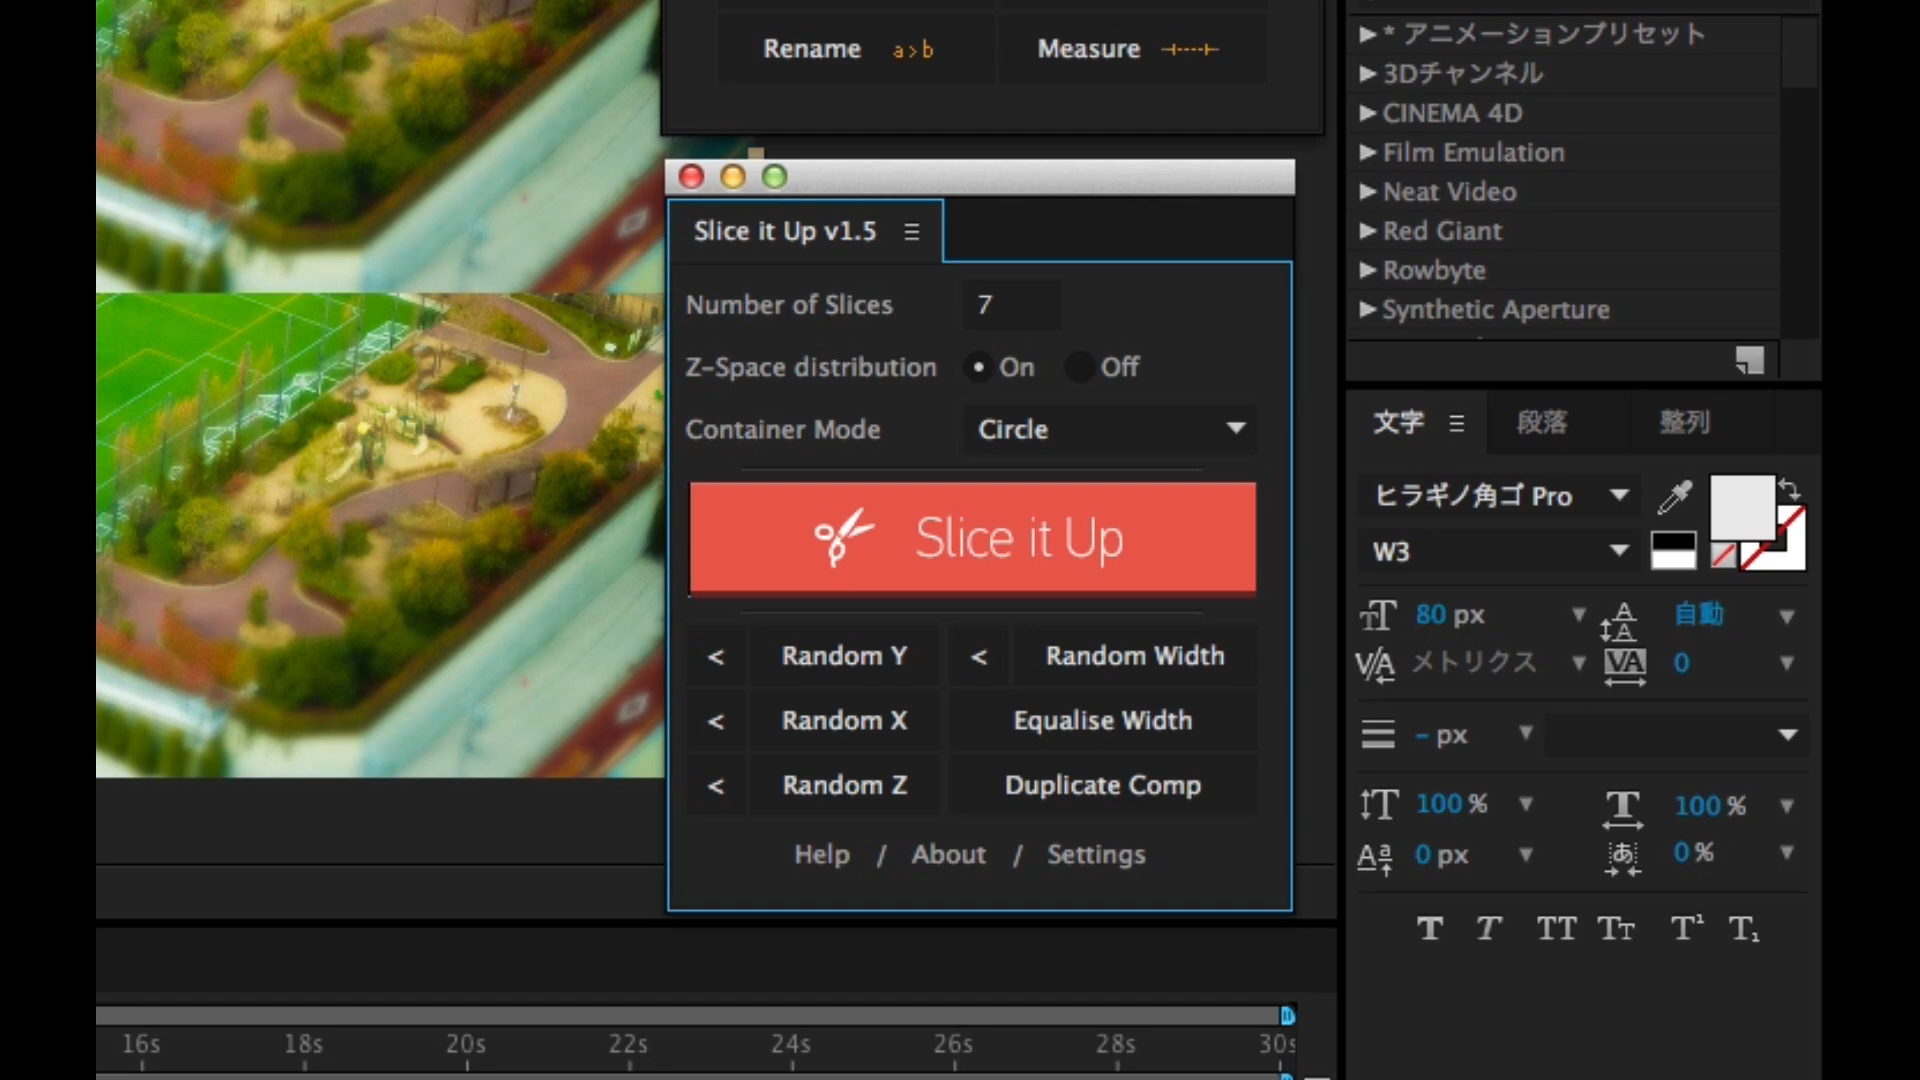 Rename a>b Measure
Slice it Up v1.5
Number of Slices 7
Z-Space distribution On Off
Container Mode Circle
Slice it Up
< Random Y < Random Width
< Random X Equalise Width
< Random Z Duplicate Comp
Help / About / Settings
16s 18s 20s 22s 24s 26s 28s 30s
* アニメーションプリセット
3Dチャンネル
CINEMA 4D
Film Emulation
Neat Video
Red Giant
Rowbyte
Synthetic Aperture
文字 段落 整列
ヒラギノ角ゴ Pro
W3
80 px 自動
メトリクス 0
- px
100 % 100 %
0 px 0 %
T T TT TT T¹ T₁